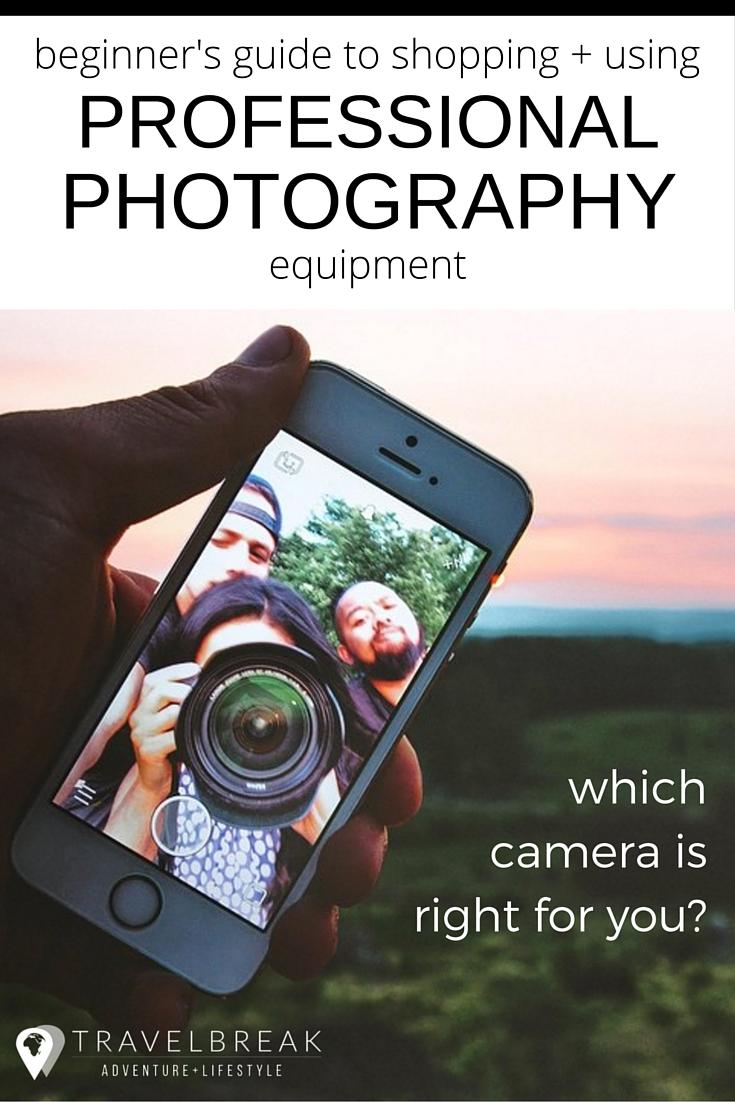 beginner's guide to shopping + using
PROFESSIONAL
PHOTOGRAPHY
equipment
which
camera is
right for you?
TRAVELBREAK
ADVENTURE+LIFESTYLE